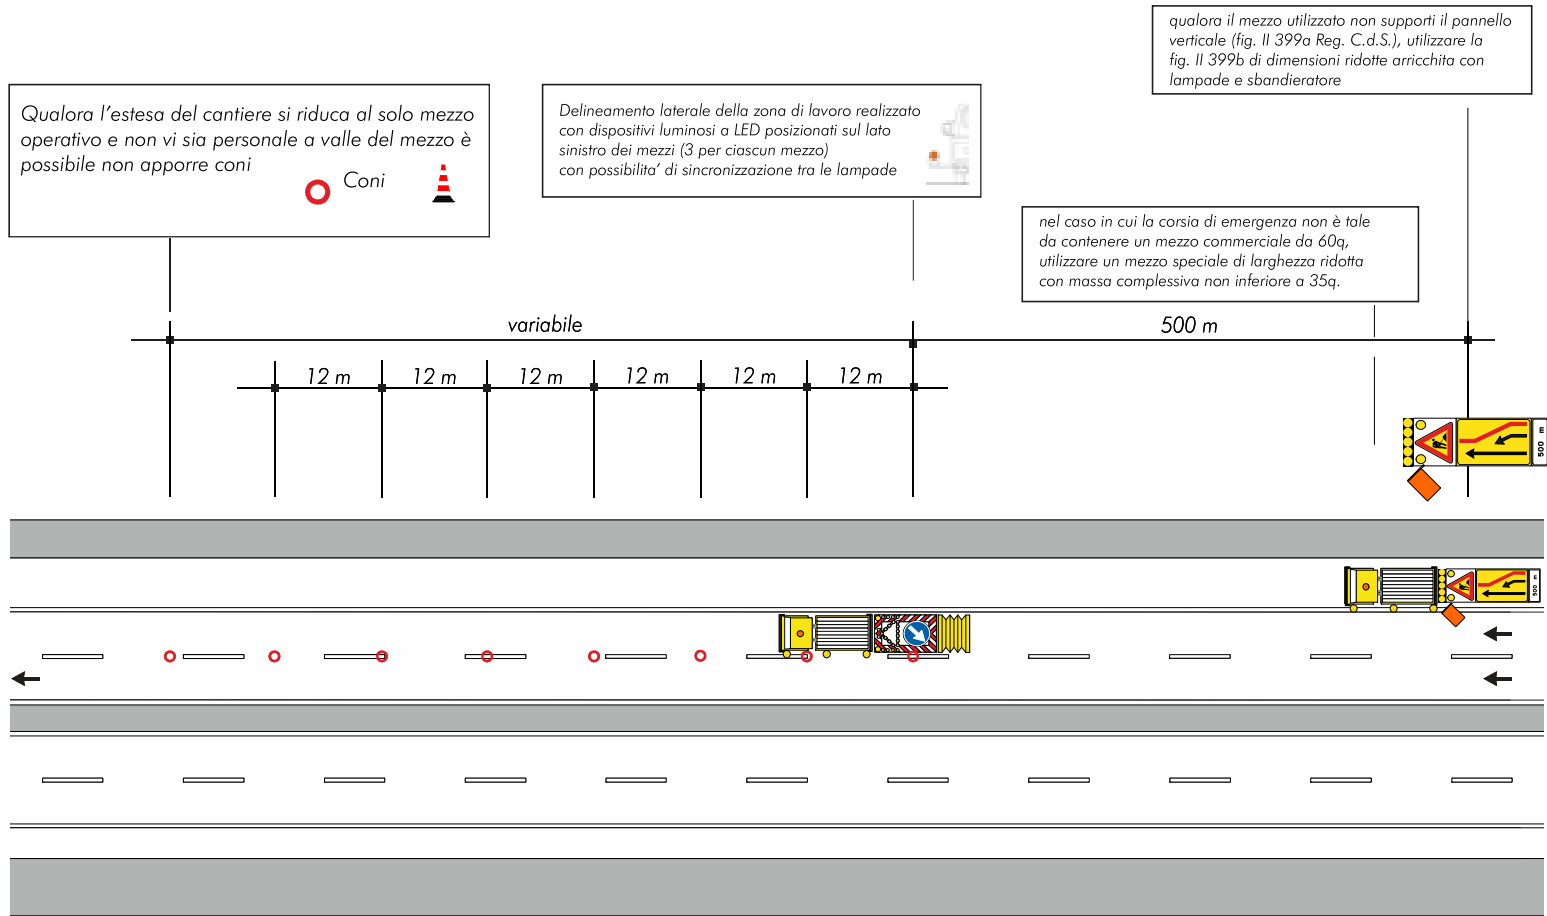 qualora il mezzo utilizzato non supporti il pannello
verticale (fig. II 399a Reg. C.d.S.), utilizzare la
fig. II 399b di dimensioni ridotte arricchita con
lampade e sbandieratore
Qualora l'estesa del cantiere si riduca al solo mezzo
operativo e non vi sia personale a valle del mezzo è
possibile non apporre coni
Coni
Delineamento laterale della zona di lavoro realizzato
con dispositivi luminosi a LED posizionati sul lato
sinistro dei mezzi (3 per ciascun mezzo)
con possibilita' di sincronizzazione tra le lampade
nel caso in cui la corsia di emergenza non è tale
da contenere un mezzo commerciale da 60q,
utilizzare un mezzo speciale di larghezza ridotta
con massa complessiva non inferiore a 35q.
variabile
500 m
12 m
12 m
12 m
12 m
12 m
12 m
500 m
500 m